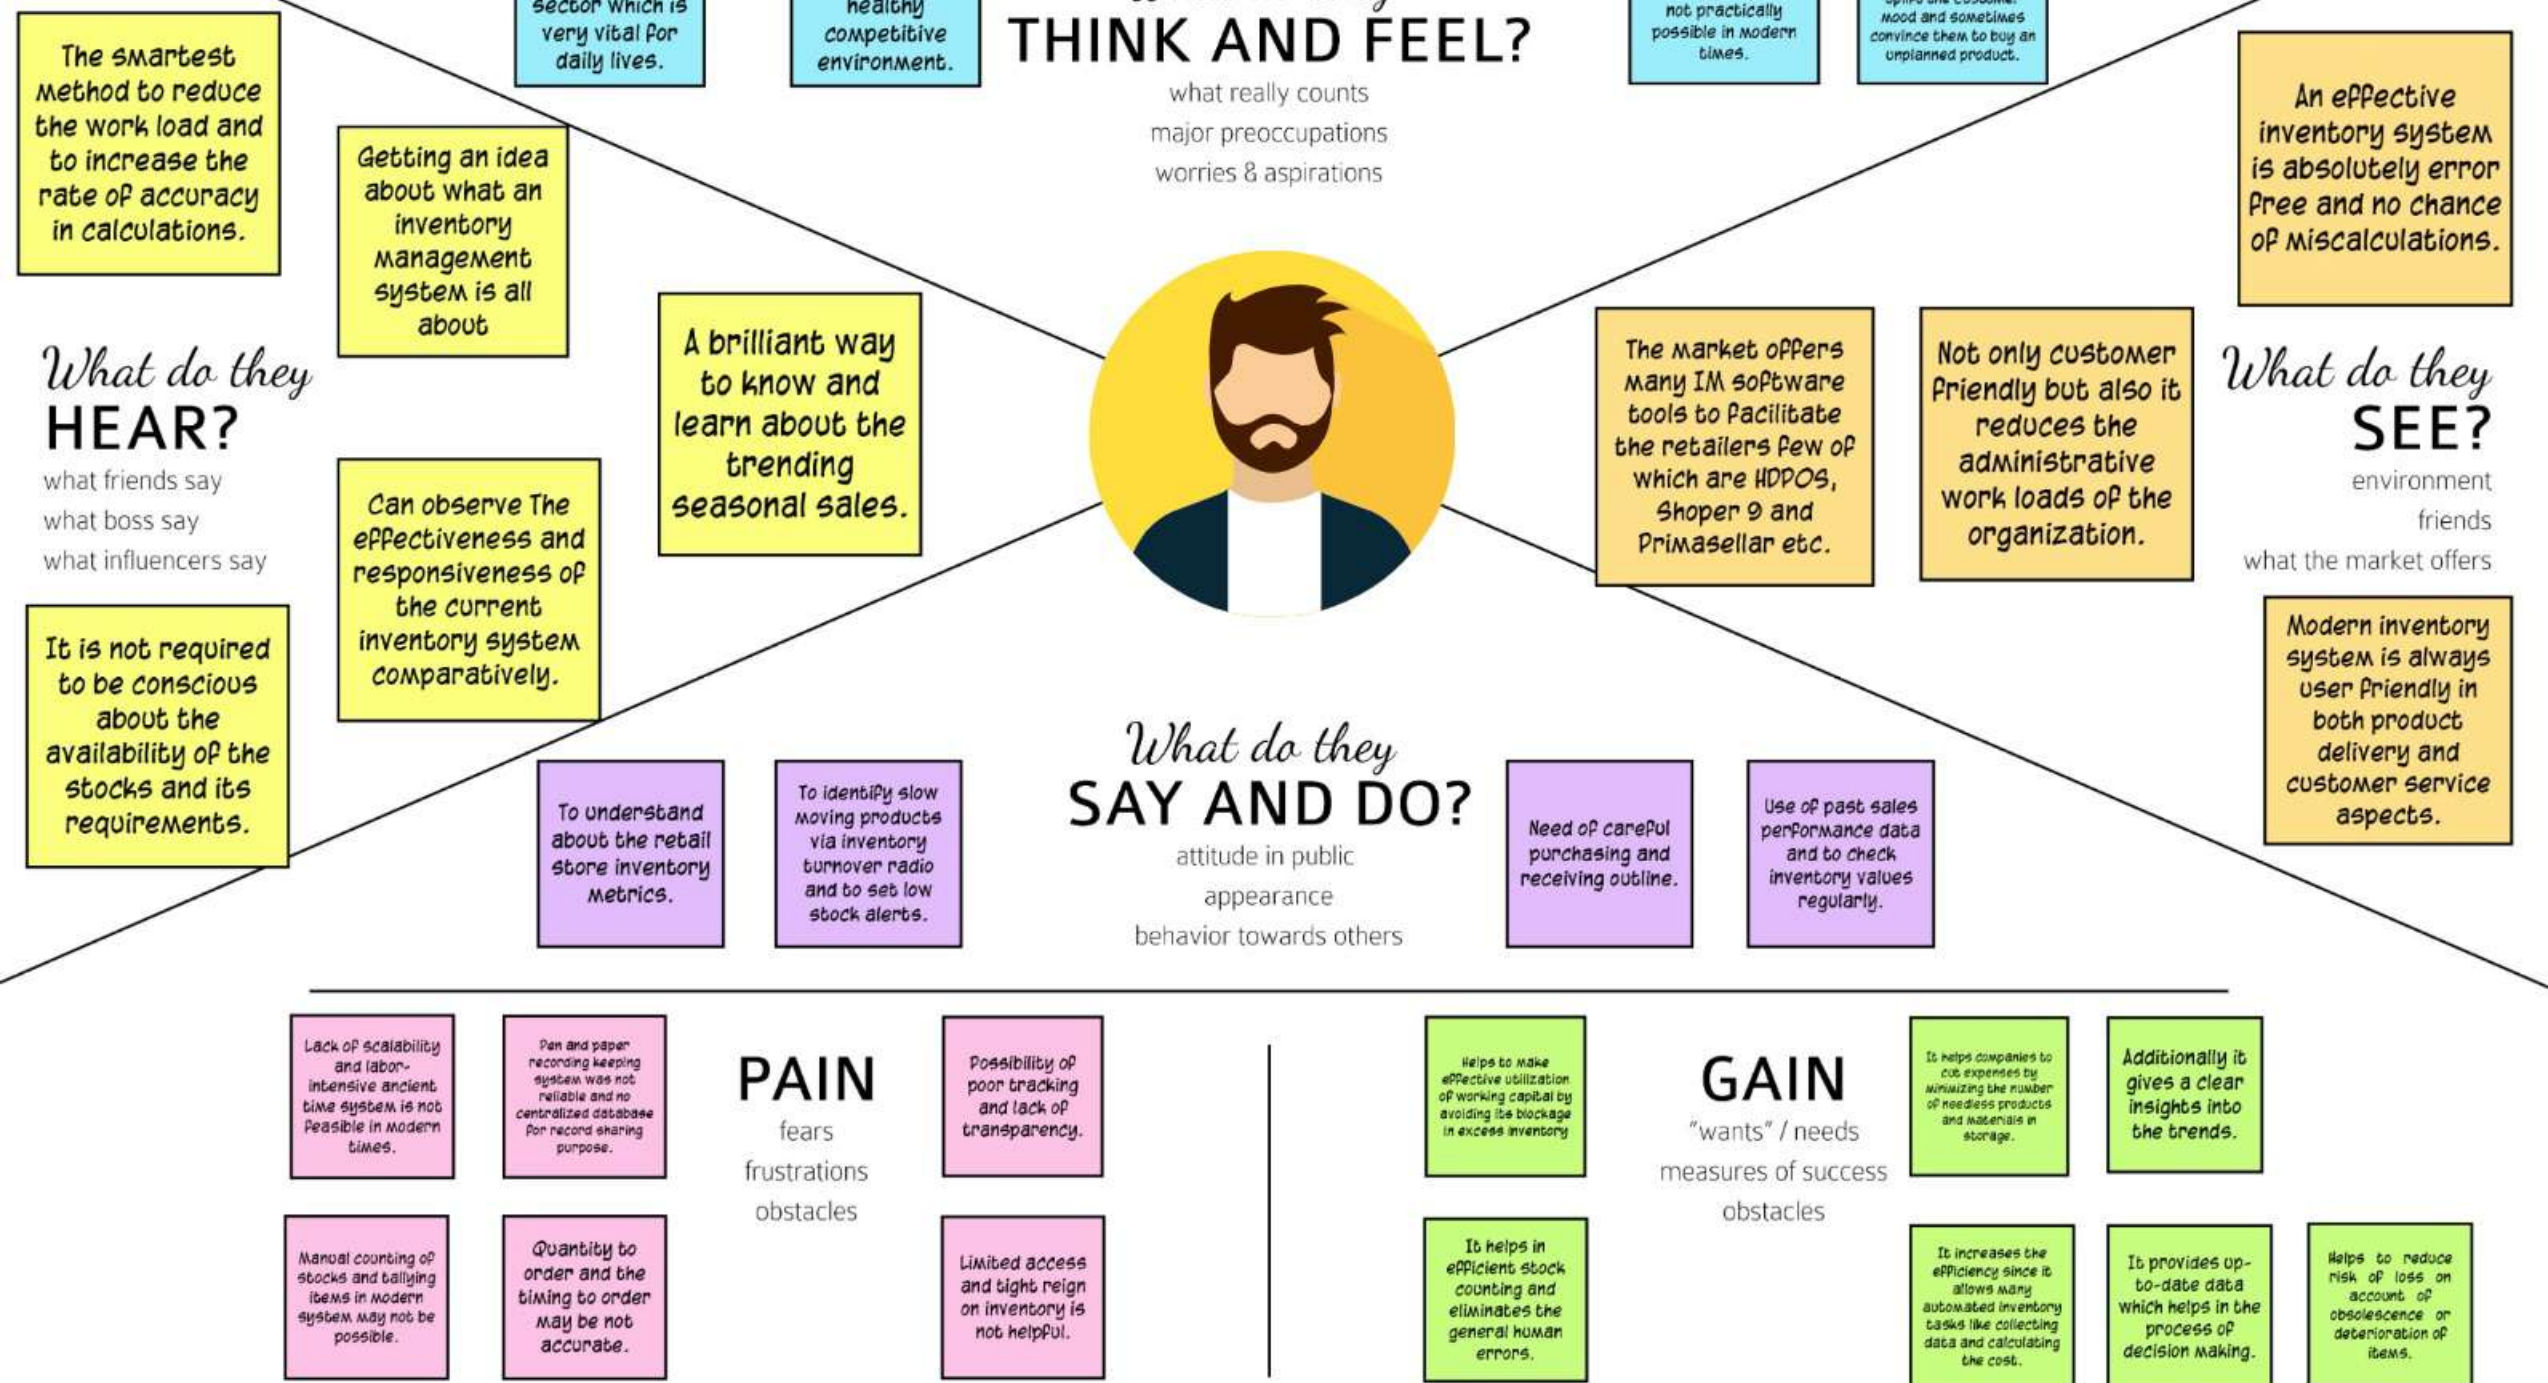 sector which is
very vital for
daily lives.
healthy
competitive
environment.
THINK AND FEEL?
what really counts
major preoccupations
worries & aspirations
not practically
possible in modern
times.
mood and sometimes
convince them to buy an
unplanned product.
The smartest
method to reduce
the work load and
to increase the
rate of accuracy
in calculations.
Getting an idea
about what an
inventory
management
system is all
about
A brilliant way
to know and
learn about the
trending
seasonal sales.
What do they
HEAR?
what friends say
what boss say
what influencers say
Can observe The
effectiveness and
responsiveness of
the current
inventory system
comparatively.
It is not required
to be conscious
about the
availability of the
stocks and its
requirements.
An effective
inventory system
is absolutely error
free and no chance
of miscalculations.
The market offers
many IM software
tools to facilitate
the retailers few of
which are HDPOS,
Shoper 9 and
Primasellar etc.
Not only customer
friendly but also it
reduces the
administrative
work loads of the
organization.
What do they
SEE?
environment
friends
what the market offers
Modern inventory
system is always
user friendly in
both product
delivery and
customer service
aspects.
What do they
SAY AND DO?
attitude in public
appearance
behavior towards others
To understand
about the retail
store inventory
metrics.
To identify slow
moving products
via inventory
turnover radio
and to set low
stock alerts.
Need of careful
purchasing and
receiving outline.
Use of past sales
performance data
and to check
inventory values
regularly.
Lack of scalability
and labor-
intensive ancient
time system is not
feasible in modern
times.
Pen and paper
recording keeping
system was not
reliable and no
centralized database
for record sharing
purpose.
PAIN
fears
frustrations
obstacles
Possibility of
poor tracking
and lack of
transparency.
Manual counting of
stocks and tallying
items in modern
system may not be
possible.
Quantity to
order and the
timing to order
may be not
accurate.
Limited access
and tight reign
on inventory is
not helpful.
Helps to make
effective utilization
of working capital by
avoiding its blockage
in excess inventory
GAIN
"wants" / needs
measures of success
obstacles
It helps companies to
cut expenses by
minimizing the number
of needless products
and materials in
storage.
Additionally it
gives a clear
insights into
the trends.
It helps in
efficient stock
counting and
eliminates the
general human
errors.
It increases the
efficiency since it
allows many
automated inventory
tasks like collecting
data and calculating
the cost.
It provides up-
to-date data
which helps in the
process of
decision making.
Helps to reduce
risk of loss on
account of
obsolescence or
deterioration of
items.